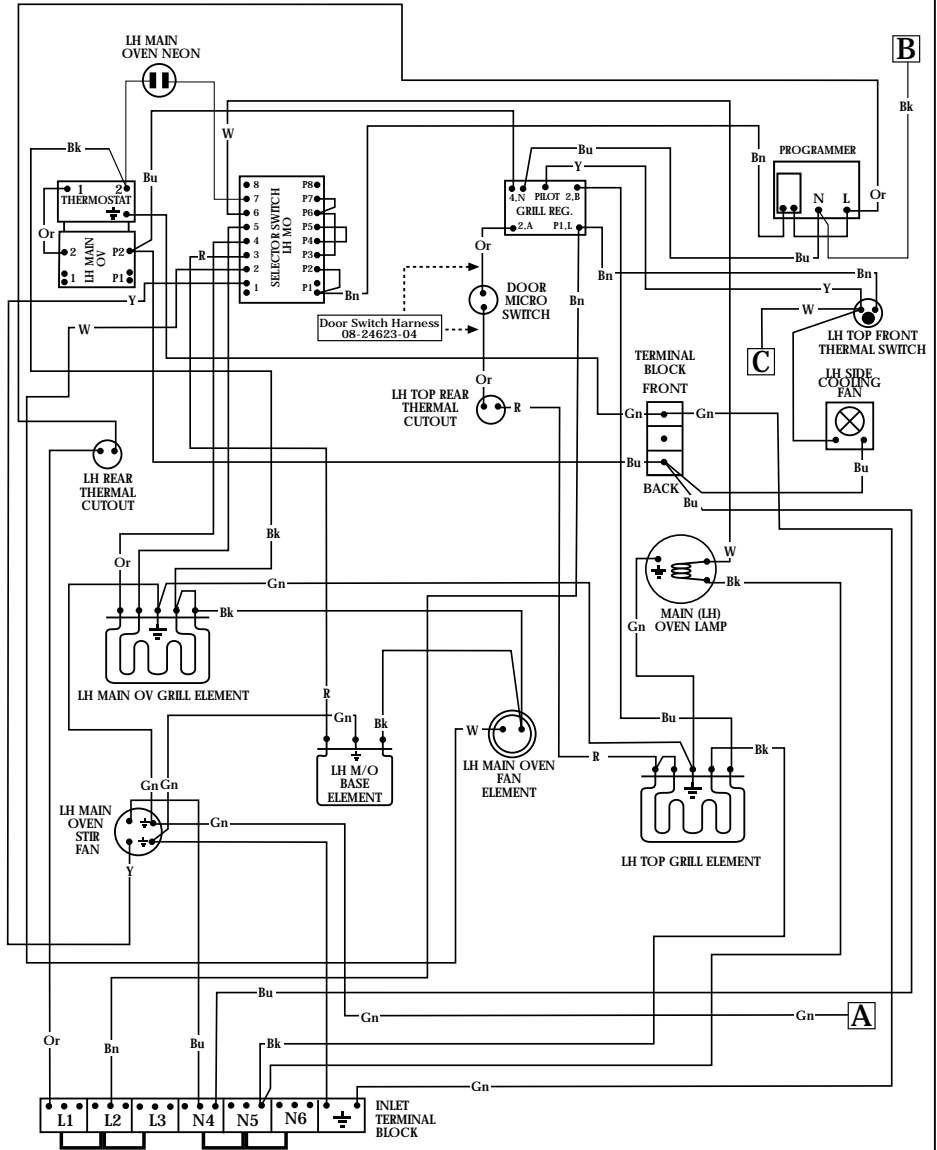 LH MAIN
OVEN NEON
B
Bk
W
Bk
Bu
Bn
Bu
Y
PROGRAMMER
N L
Or
1 2
THERMOSTAT
Or
2 P2
1 P1
LH MAIN
OV
8 P8
7 P7
6 P6
5 P5
4 P4
3 P3
2 P2
1 P1
SELECTOR SWITCH
LH MO
R
Bn
4,N PILOT 2,B
GRILL REG.
2,A P1,L
Or
Bn
Bn
Bu
Bn
Y
Y
W
W
DOOR
MICRO
SWITCH
Door Switch Harness
08-24623-04
C
LH TOP FRONT
THERMAL SWITCH
TERMINAL
BLOCK
FRONT
Gn
Gn
Bu
BACK
Bu
LH SIDE
COOLING
FAN
Bu
Or
LH TOP REAR
THERMAL
CUTOUT
R
LH REAR
THERMAL
CUTOUT
Bk
Or
Gn
Bk
LH MAIN OV GRILL ELEMENT
W
Bk
MAIN (LH)
OVEN LAMP
Gn
R
Gn
Bk
LH M/O
BASE
ELEMENT
W
LH MAIN OVEN
FAN
ELEMENT
R
Bu
Bk
LH TOP GRILL ELEMENT
Gn
Gn
LH MAIN
OVEN
STIR
FAN
Gn
Y
Bu
Gn
Gn
A
Or
Bn
Bu
Bk
Gn
L1 L2 L3 N4 N5 N6
INLET
TERMINAL
BLOCK